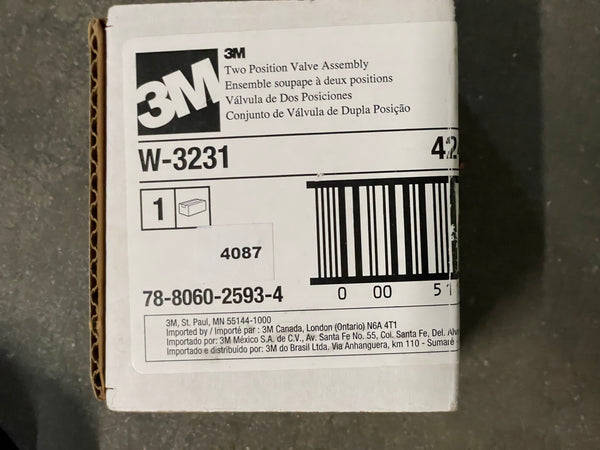 3M
3M
Two Position Valve Assembly
Ensemble soupape à deux positions
Válvula de Dos Posiciones
Conjunto de Válvula de Dupla Posição
W-3231
42
1
4087
78-8060-2593-4
0 00 51
3M, St. Paul, MN 55144-1000
Imported by / Importé par : 3M Canada, London (Ontario) N6A 4T1
Importado por: 3M México S.A. de C.V., Av. Santa Fe No. 55, Col. Santa Fe, Del.
Importado e distribuido por: 3M do Brasil Ltda. Via Anhanguera, km 110 - Sumaré -